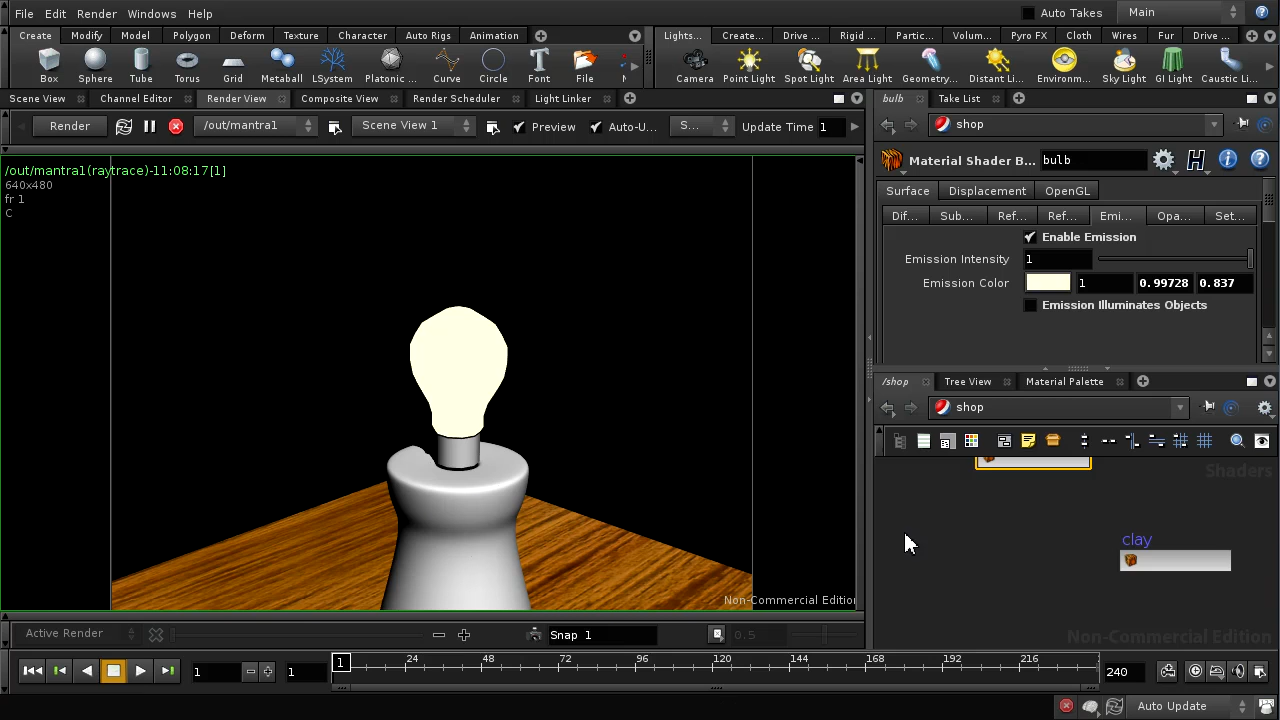 File Edit Render Windows Help
Auto Takes Main
Create Modify Model Polygon Deform Texture Character Auto Rigs Animation
Lights... Create... Drive ... Rigid ... Partic... Volum... Pyro FX Cloth Wires Fur Drive ...
Box Sphere Tube Torus Grid Metaball LSystem Platonic ... Curve Circle Font File
Camera Point Light Spot Light Area Light Geometry... Distant Li... Environm... Sky Light GI Light Caustic Li...
Scene View Channel Editor Render View Composite View Render Scheduler Light Linker
bulb Take List
Render /out/mantra1 Scene View 1 Preview Auto-U... S... Update Time 1
shop
Material Shader B... bulb
/out/mantra1(raytrace)-11:08:17[1]
640x480
fr 1
C
Surface Displacement OpenGL
Dif... Sub... Ref... Ref... Emi... Opa... Set...
Enable Emission
Emission Intensity 1
Emission Color 1 0.99728 0.837
Emission Illuminates Objects
/shop Tree View Material Palette
shop
Shaders
clay
Non-Commercial Editio
Non-Commercial Edition
Active Render Snap 1 0.5
1 1 1 24 48 72 96 120 144 168 192 216 240
Auto Update